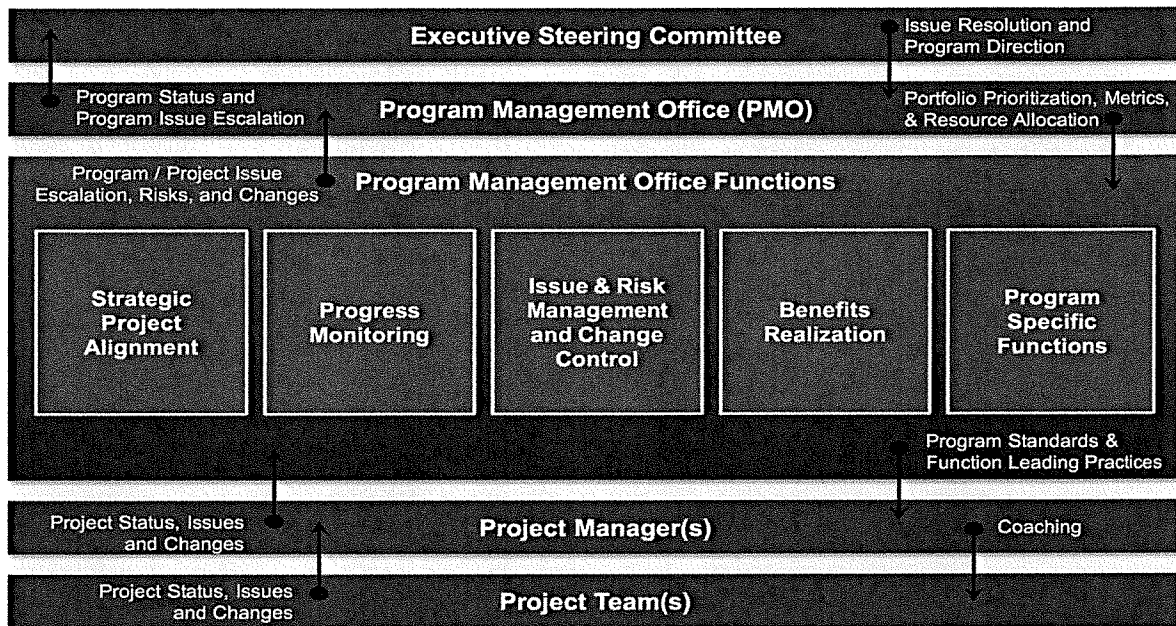 Executive Steering Committee
Issue Resolution and
Program Direction
Program Status and
Program Issue Escalation
Program Management Office (PMO)
Portfolio Prioritization, Metrics,
& Resource Allocation
Program / Project Issue
Escalation, Risks, and Changes
Program Management Office Functions
Strategic
Project
Alignment
Progress
Monitoring
Issue & Risk
Management
and Change
Control
Benefits
Realization
Program
Specific
Functions
Program Standards &
Function Leading Practices
Project Status, Issues
and Changes
Project Manager(s)
Coaching
Project Status, Issues
and Changes
Project Team(s)